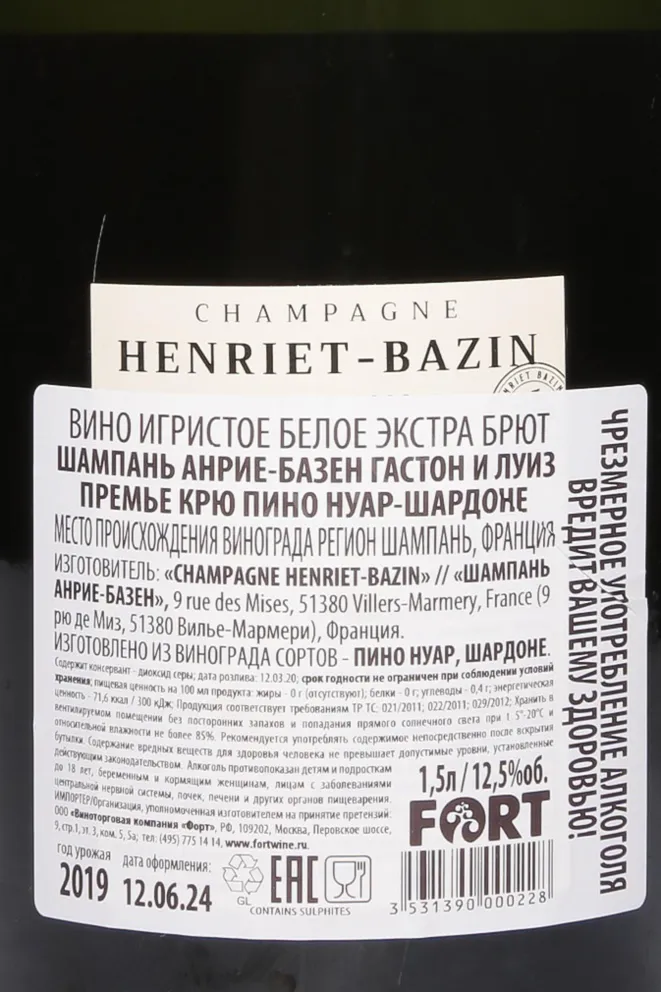 CHAMPAGNE
HENRIET-BAZIN
ВИНО ИГРИСТОЕ БЕЛОЕ ЭКСТРА БРЮТ
ШАМПАНЬ АНРИЕ-БАЗЕН ГАСТОН И ЛУИЗ
ПРЕМЬЕ КРЮ ПИНО НУАР-ШАРДОНЕ
МЕСТО ПРОИСХОЖДЕНИЯ ВИНОГРАДА РЕГИОН ШАМПАНЬ, ФРАНЦИЯ
ИЗГОТОВИТЕЛЬ: «CHAMPAGNE HENRIET-BAZIN» // «ШАМПАНЬ
АНРИЕ-БАЗЕН», 9 rue des Mises, 51380 Villers-Marmery, France (9
рю де Миз, 51380 Вилье-Мармери), Франция.
ИЗГОТОВЛЕНО ИЗ ВИНОГРАДА СОРТОВ - ПИНО НУАР, ШАРДОНЕ.
Содержит консервант - диоксид серы; дата розлива: 12.03.20; срок годности не ограничен при соблюдении условий
хранения; пищевая ценность на 100 мл продукта: жиры - 0 г (отсутствуют); белки - 0 г; углеводы - 0,4 г; энергетическая
ценность - 71,6 ккал / 300 кДж; Продукция соответствует требованиям ТР ТС: 021/2011; 022/2011; 029/2012; Хранить в
вентилируемом помещении без посторонних запахов и попадания прямого солнечного света при t 5°-20°С и
относительной влажности не более 85%. Рекомендуется употреблять содержимое непосредственно после вскрытия
бутылки. Содержание вредных веществ для здоровья человека не превышает допустимые уровни, установленные
действующим законодательством. Алкоголь противопоказан детям и подросткам
до 18 лет, беременным и кормящим женщинам, лицам с заболеваниями
центральной нервной системы, почек, печени и других органов пищеварения.
ИМПОРТЕР/Организация, уполномоченная изготовителем на принятие претензий:
ООО «Виноторговая компания «Форт», РФ, 109202, Москва, Перовское шоссе,
9, стр.1, эт. 3, ком. 5, 5а; тел: (495) 775 14 14, www.fortwine.ru.
1,5л / 12,5%об.
FORT
год урожая
2019
дата оформления:
12.06.24
GL
EAC
CONTAINS SULPHITES
3 531390 000228
ЧРЕЗМЕРНОЕ УПОТРЕБЛЕНИЕ АЛКОГОЛЯ
ВРЕДИТ ВАШЕМУ ЗДОРОВЬЮ!